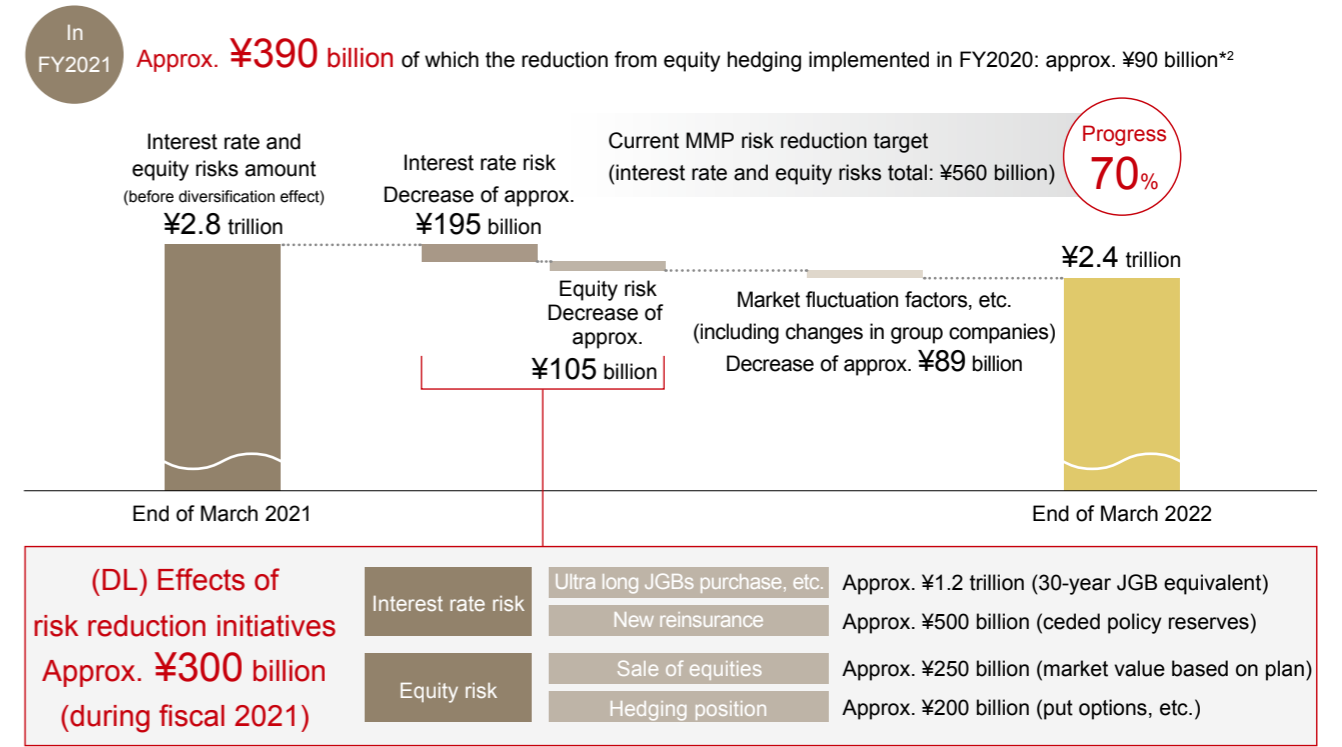 In
FY2021
Approx. ¥390 billion of which the reduction from equity hedging implemented in FY2020: approx. ¥90 billion*2
Interest rate and
equity risks amount
(before diversification effect)
¥2.8 trillion
Interest rate risk
Decrease of approx.
¥195 billion
Current MMP risk reduction target
(interest rate and equity risks total: ¥560 billion)
Progress
70%
Equity risk
Decrease of
approx.
¥105 billion
Market fluctuation factors, etc.
(including changes in group companies)
Decrease of approx. ¥89 billion
¥2.4 trillion
End of March 2021
End of March 2022
(DL) Effects of
risk reduction initiatives
Approx. ¥300 billion
(during fiscal 2021)
Interest rate risk
Ultra long JGBs purchase, etc.
Approx. ¥1.2 trillion (30-year JGB equivalent)
New reinsurance
Approx. ¥500 billion (ceded policy reserves)
Equity risk
Sale of equities
Approx. ¥250 billion (market value based on plan)
Hedging position
Approx. ¥200 billion (put options, etc.)